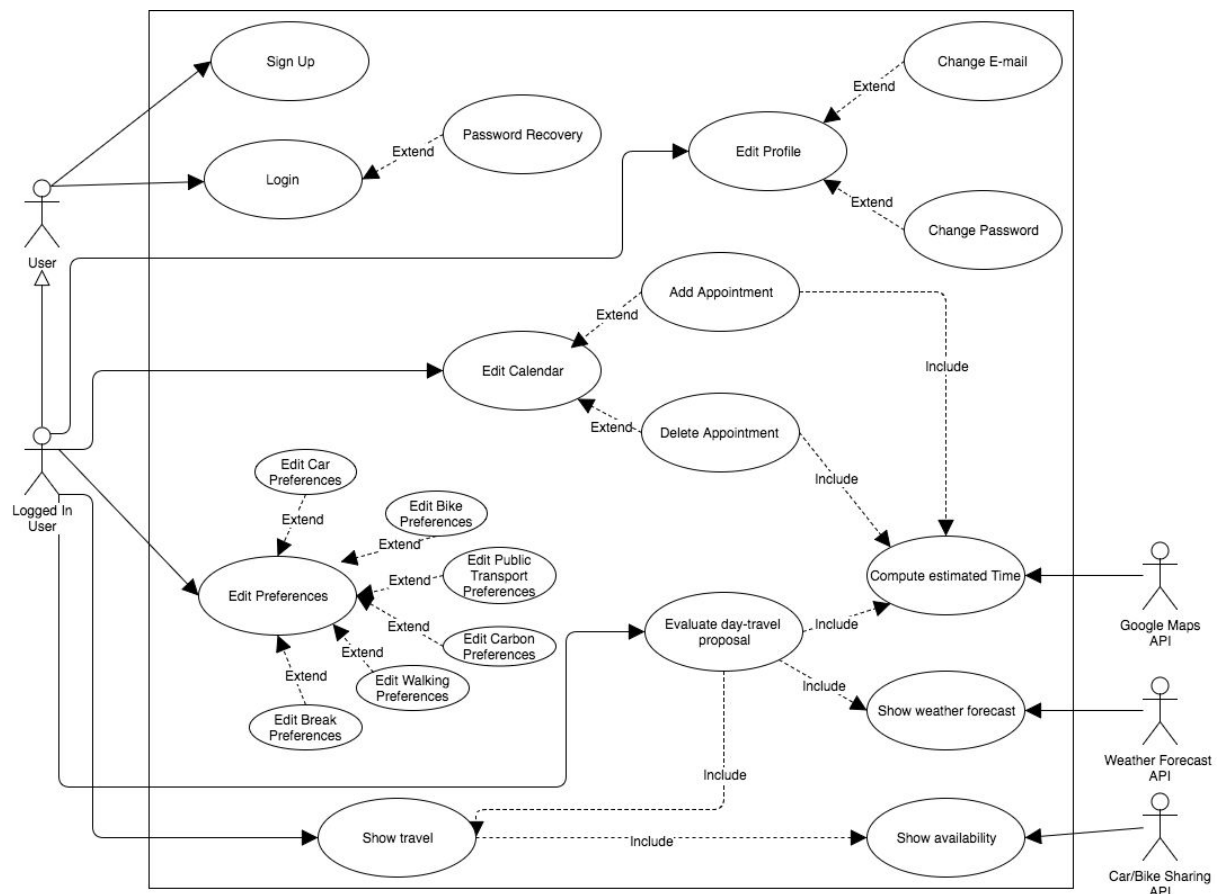 Sign Up
Change E-mail
Extend
Password Recovery
Extend
Edit Profile
Login
Extend
Change Password
User
Add Appointment
Extend
Include
Edit Calendar
Extend
Delete Appointment
Include
Edit Car
Preferences
Logged In
User
Extend
Edit Bike
Preferences
Extend
Edit Public
Transport
Preferences
Extend
Compute estimated Time
Edit Preferences
Extend
Edit Carbon
Preferences
Evaluate day-travel
proposal
Include
Google Maps
API
Extend
Edit Walking
Preferences
Extend
Include
Edit Break
Preferences
Show weather forecast
Weather Forecast
API
Include
Show travel
Include
Show availability
Car/Bike Sharing
API